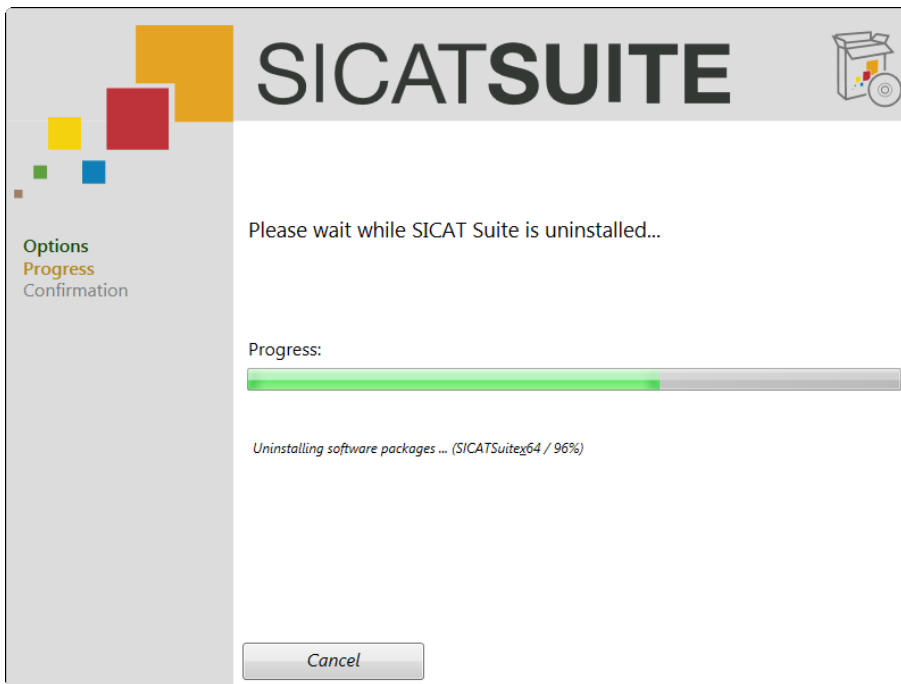 SICATSUITE
Please wait while SICAT Suite is uninstalled...
Options
Progress
Confirmation
Progress:
Uninstalling software packages ... (SICATSuitex64 / 96%)
Cancel